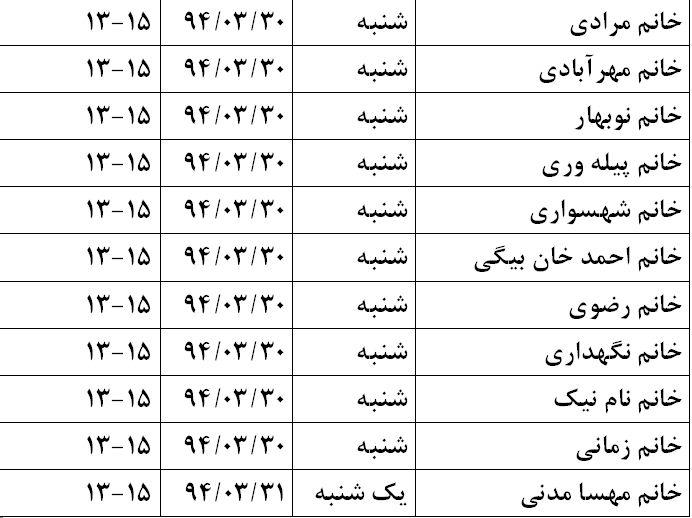 خانم مرادی شنبه ۹۴/۰۳/۳۰ ۱۳-۱۵
خانم مهرآبادی شنبه ۹۴/۰۳/۳۰ ۱۳-۱۵
خانم نوبهار شنبه ۹۴/۰۳/۳۰ ۱۳-۱۵
خانم پیله وری شنبه ۹۴/۰۳/۳۰ ۱۳-۱۵
خانم شهسواری شنبه ۹۴/۰۳/۳۰ ۱۳-۱۵
خانم احمد خان بیگی شنبه ۹۴/۰۳/۳۰ ۱۳-۱۵
خانم رضوی شنبه ۹۴/۰۳/۳۰ ۱۳-۱۵
خانم نگهداری شنبه ۹۴/۰۳/۳۰ ۱۳-۱۵
خانم نام نیک شنبه ۹۴/۰۳/۳۰ ۱۳-۱۵
خانم زمانی شنبه ۹۴/۰۳/۳۰ ۱۳-۱۵
خانم مهسا مدنی یک شنبه ۹۴/۰۳/۳۱ ۱۳-۱۵